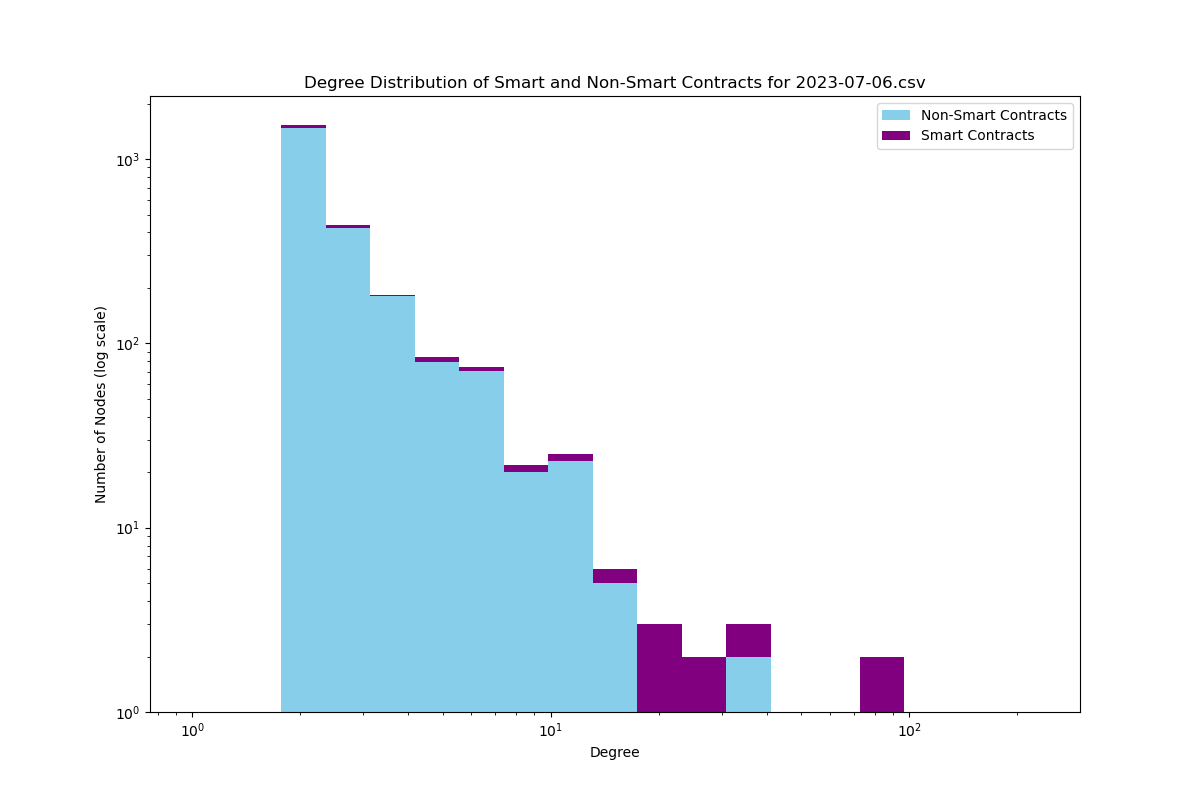 Degree Distribution of Smart and Non-Smart Contracts for 2023-07-06.csv
Non-Smart Contracts
Smart Contracts
Number of Nodes (log scale)
10³
10²
10¹
10⁰
10⁰ 10¹ 10²
Degree